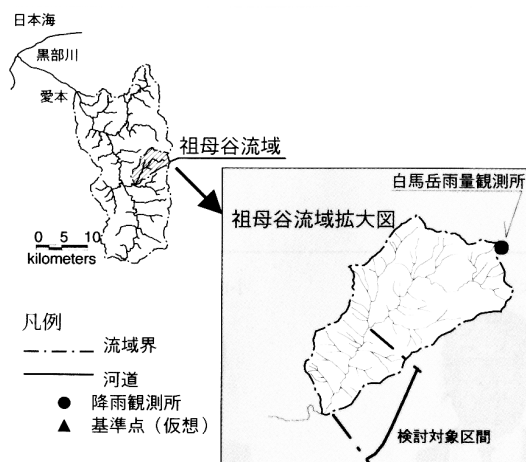 日本海
黒部川
愛本
祖母谷流域
白馬岳雨量観測所
祖母谷流域拡大図
0 5 10
kilometers
凡例
流域界
河道
降雨観測所
基準点（仮想）
検討対象区間